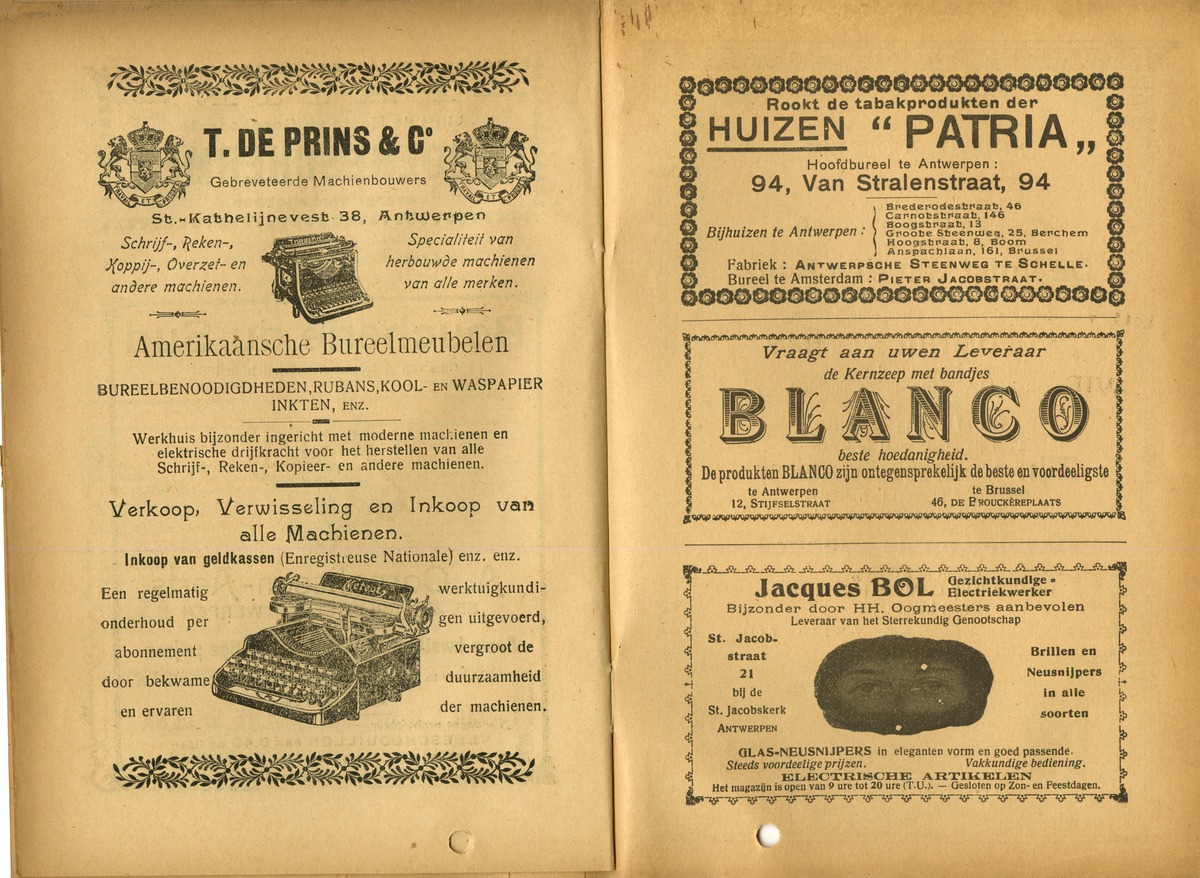 T. DE PRINS & Cº
Gebreveteerde Machienbouwers
St.-Kathelijnevest 38, Antwerpen
Schrijf-, Reken-,
Koppij-, Overzet- en
andere machienen.
Specialiteit van
herbouwde machienen
van alle merken.
Amerikaansche Bureelmeubelen
BUREELBENOODIGDHEDEN, RUBANS, KOOL- EN WASPAPIER
INKTEN, ENZ.
Werkhuis bijzonder ingericht met moderne machienen en
elektrische drijfkracht voor het herstellen van alle
Schrijf-, Reken-, Kopieer- en andere machienen.
Verkoop, Verwisseling en Inkoop van
alle Machienen.
Inkoop van geldkassen (Enregistreuse Nationale) enz. enz.
Een regelmatig
onderhoud per
abonnement
door bekwame
en ervaren
werktuigkundi-
gen uitgevoerd,
vergroot de
duurzaamheid
der machienen.
Rookt de tabakprodukten der
HUIZEN “ PATRIA „
Hoofdbureel te Antwerpen :
94, Van Stralenstraat, 94
Bijhuizen te Antwerpen :
Brederodestraat, 46
Carnotstraat, 146
Boogstraat, 13
Groote Steenweg, 25, Berchem
Hoogstraat, 8, Boom
Anspachlaan, 161, Brussel
Fabriek : ANTWERPSCHE STEENWEG TE SCHELLE.
Bureel te Amsterdam : PIETER JACOBSTRAAT.
Vraagt aan uwen Leveraar
de Kernzeep met bandjes
BLANCO
beste hoedanigheid.
De produkten BLANCO zijn ontegensprekelijk de beste en voordeeligste
te Antwerpen
12, STIJFSELSTRAAT
te Brussel
46, DE BROUCKÈREPLAATS
Jacques BOL Gezichtkundige-
Electriekwerker
Bijzonder door HH. Oogmeesters aanbevolen
Leveraar van het Sterrekundig Genootschap
St. Jacob-
straat
21
bij de
St. Jacobskerk
ANTWERPEN
Brillen en
Neusnijpers
in alle
soorten
GLAS-NEUSNIJPERS in eleganten vorm en goed passende.
Steeds voordeelige prijzen. Vakkundige bediening.
ELECTRISCHE ARTIKELEN
Het magazijn is open van 9 ure tot 20 ure (T.U.). — Gesloten op Zon- en Feestdagen.